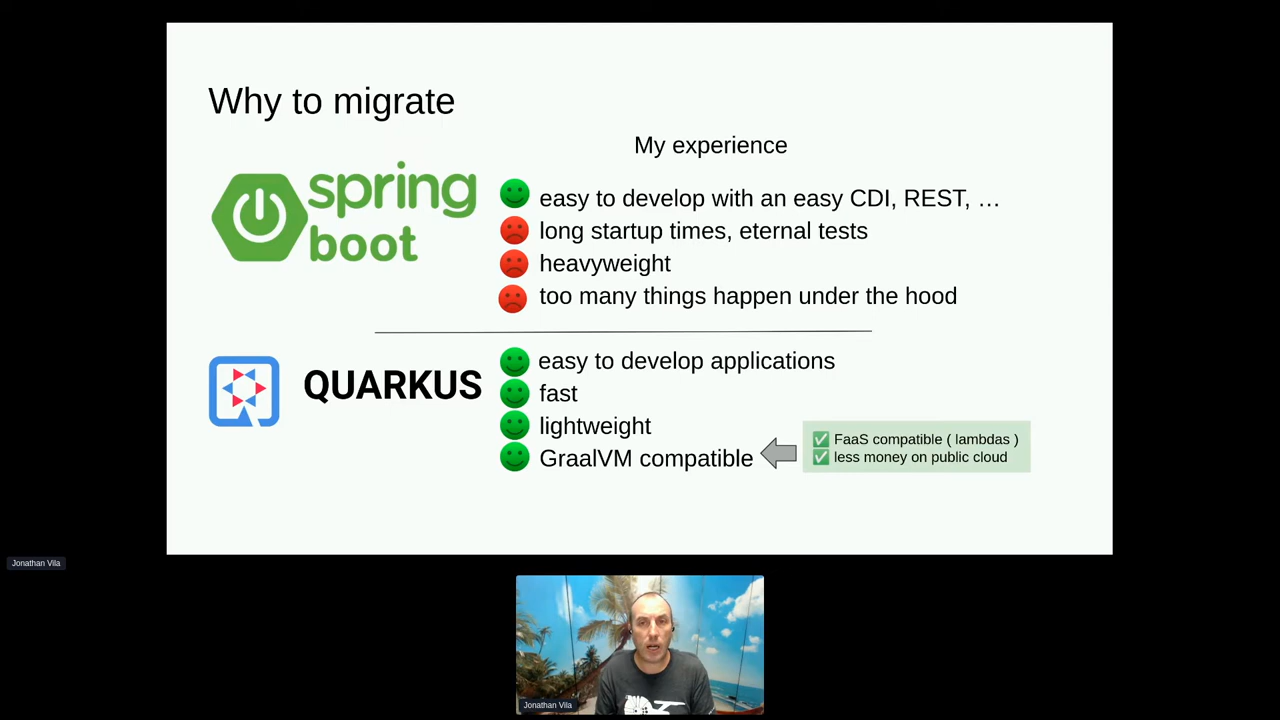 Why to migrate
My experience
spring
boot
easy to develop with an easy CDI, REST, …
long startup times, eternal tests
heavyweight
too many things happen under the hood
QUARKUS
easy to develop applications
fast
lightweight
GraalVM compatible
FaaS compatible ( lambdas )
less money on public cloud
Jonathan Vila
Jonathan Vila